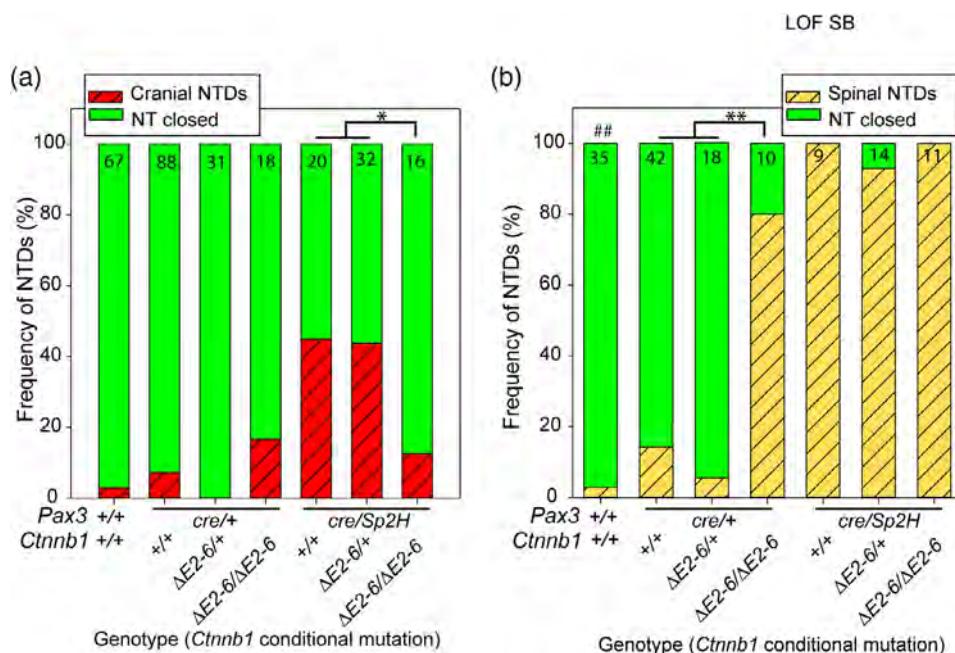 LOF SB
(a)
Cranial NTDs
NT closed
Frequency of NTDs (%)
100
80
60
40
20
0
67 88 31 18 20 32 16
*
Pax3 +/+ cre/+ cre/Sp2H
Ctnnb1 +/+ +/+ ΔE2-6/+ ΔE2-6/ΔE2-6 +/+ ΔE2-6/+ ΔE2-6/ΔE2-6
Genotype (Ctnnb1 conditional mutation)
(b)
Spinal NTDs
NT closed
Frequency of NTDs (%)
100
80
60
40
20
0
## **
35 42 18 10 9 14 11
Pax3 +/+ cre/+ cre/Sp2H
Ctnnb1 +/+ +/+ ΔE2-6/+ ΔE2-6/ΔE2-6 +/+ ΔE2-6/+ ΔE2-6/ΔE2-6
Genotype (Ctnnb1 conditional mutation)